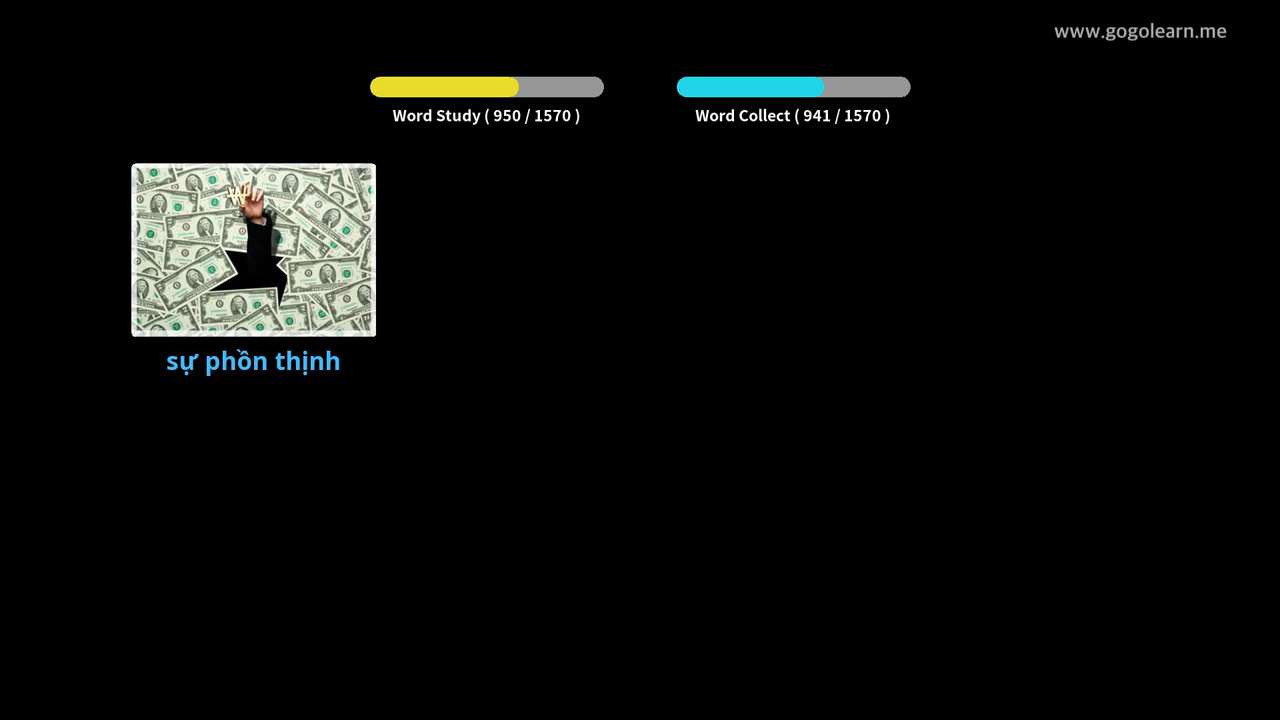 www.gogolearn.me
Word Study ( 950 / 1570 )
Word Collect ( 941 / 1570 )
₩
sự phồn thịnh